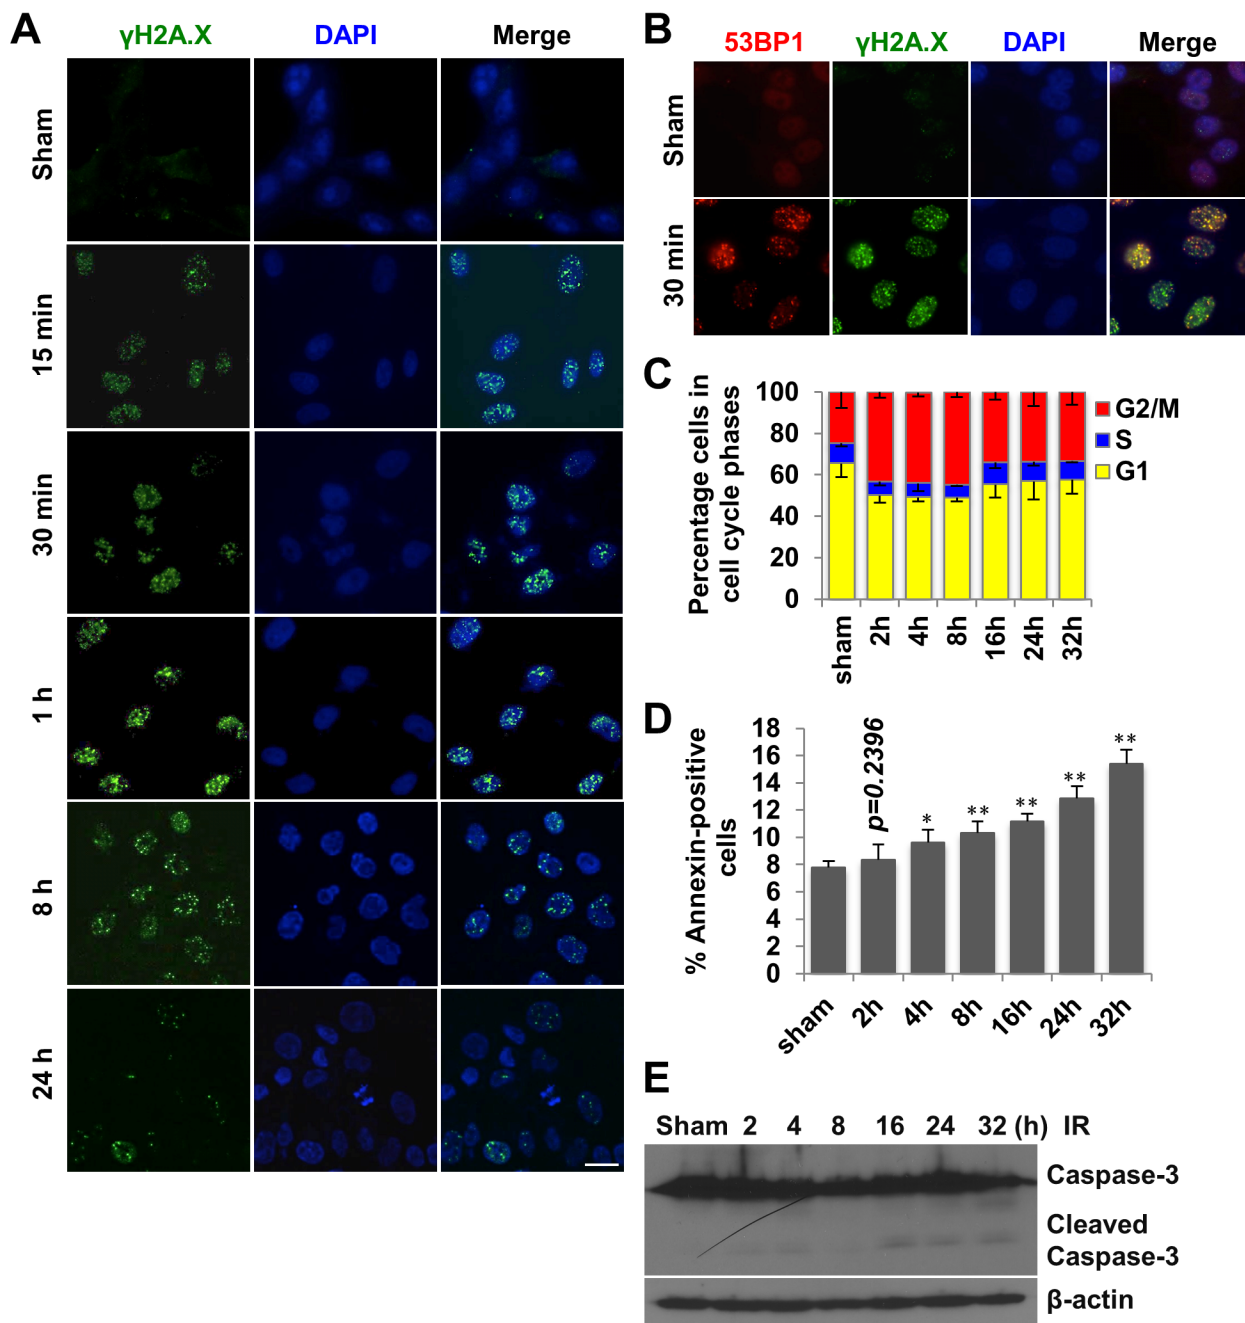 A
γH2A.X DAPI Merge
Sham
15 min
30 min
1 h
8 h
24 h
B
53BP1 γH2A.X DAPI Merge
Sham
30 min
C
Percentage cells in
cell cycle phases
100
80
60
40
20
0
sham 2h 4h 8h 16h 24h 32h
G2/M
S
G1
D
% Annexin-positive
cells
18
16
14
12
10
8
6
4
2
0
p=0.2396
* ** ** ** **
sham 2h 4h 8h 16h 24h 32h
E
Sham 2 4 8 16 24 32 (h) IR
Caspase-3
Cleaved
Caspase-3
β-actin